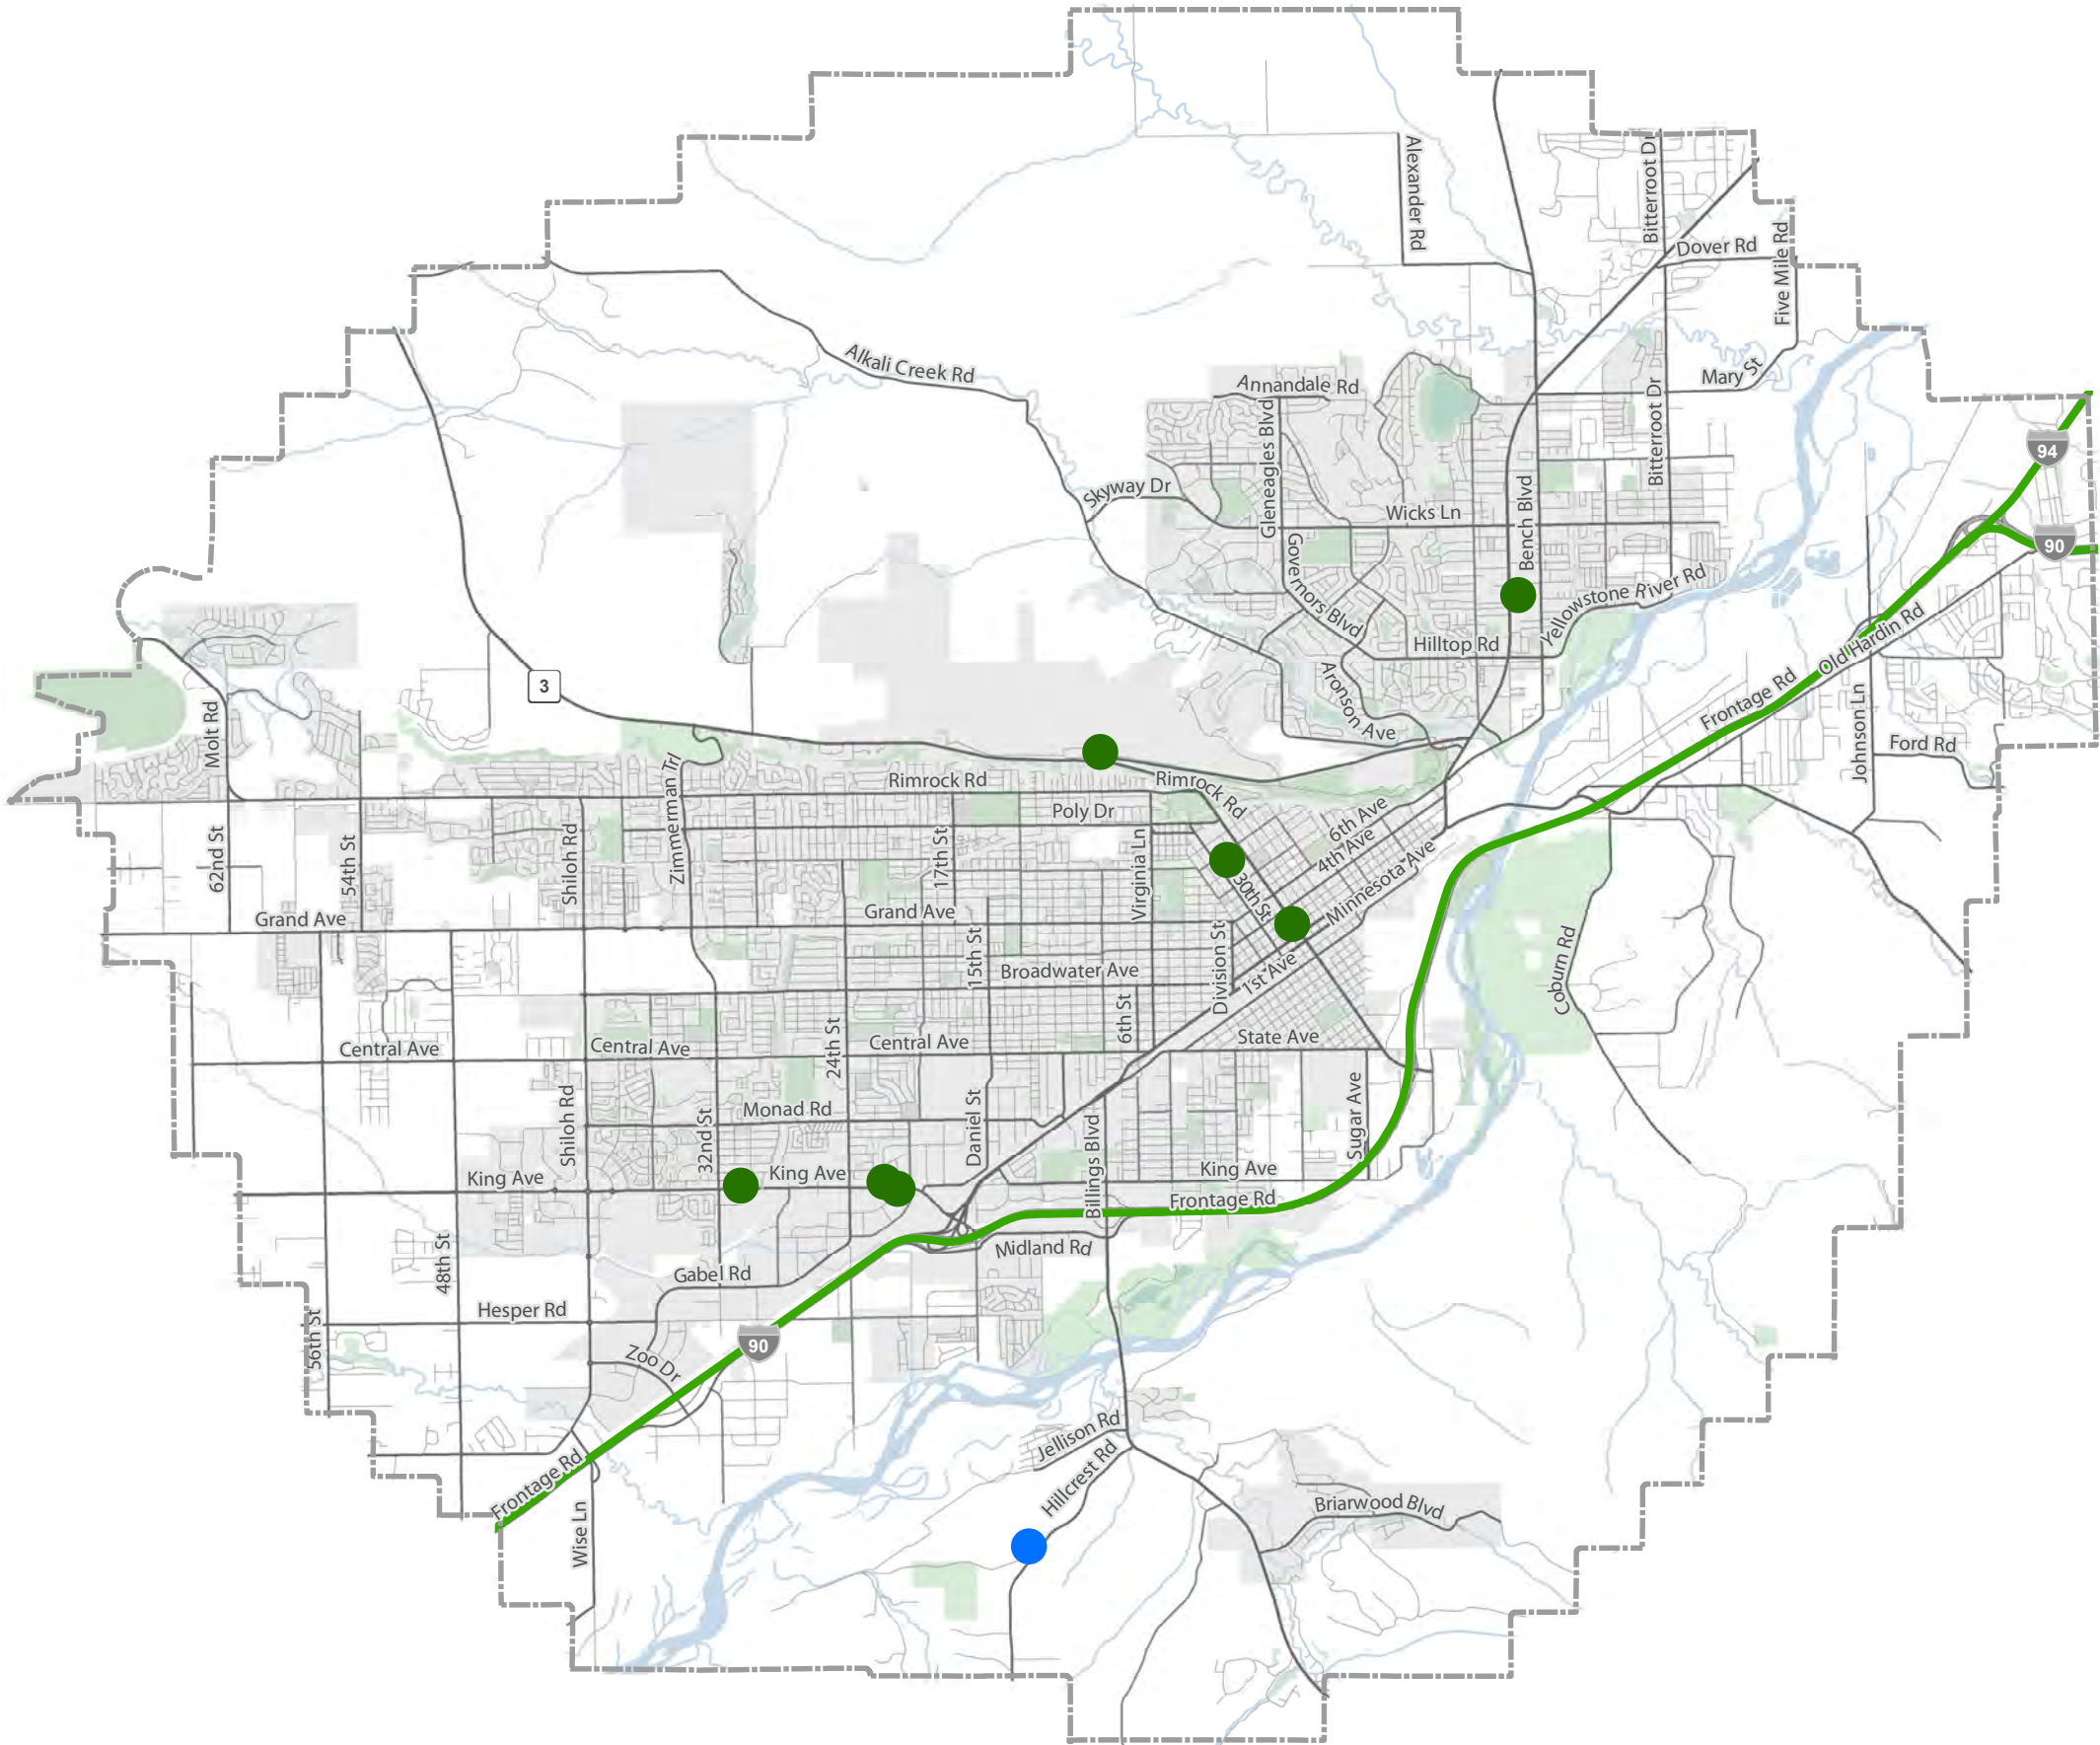 Alexander Rd
Bitterroot Dr
Dover Rd
Five Mile Rd
Alkali Creek Rd
Annandale Rd
Mary St
Gleneagles Blvd
Bitterroot Dr
94
Skyway Dr
Wicks Ln
Bench Blvd
90
Governors Blvd
Yellowstone River Rd
Hilltop Rd
Old Hardin Rd
3
Aronson Ave
Frontage Rd
Molt Rd
Johnson Ln
Ford Rd
Zimmerman Trl
Rimrock Rd
Rimrock Rd
Poly Dr
6th Ave
4th Ave
Minnesota Ave
62nd St
54th St
Shiloh Rd
17th St
Virginia Ln
30th St
Grand Ave
Grand Ave
15th St
Division St
Broadwater Ave
1st Ave
Coburn Rd
6th St
Central Ave
Central Ave
24th St
Central Ave
State Ave
Shiloh Rd
32nd St
Monad Rd
Daniel St
Billings Blvd
Sugar Ave
King Ave
King Ave
King Ave
Frontage Rd
48th St
Midland Rd
Gabel Rd
Hesper Rd
56th St
90
Zoo Dr
Jellison Rd
Hillcrest Rd
Frontage Rd
Wise Ln
Briarwood Blvd